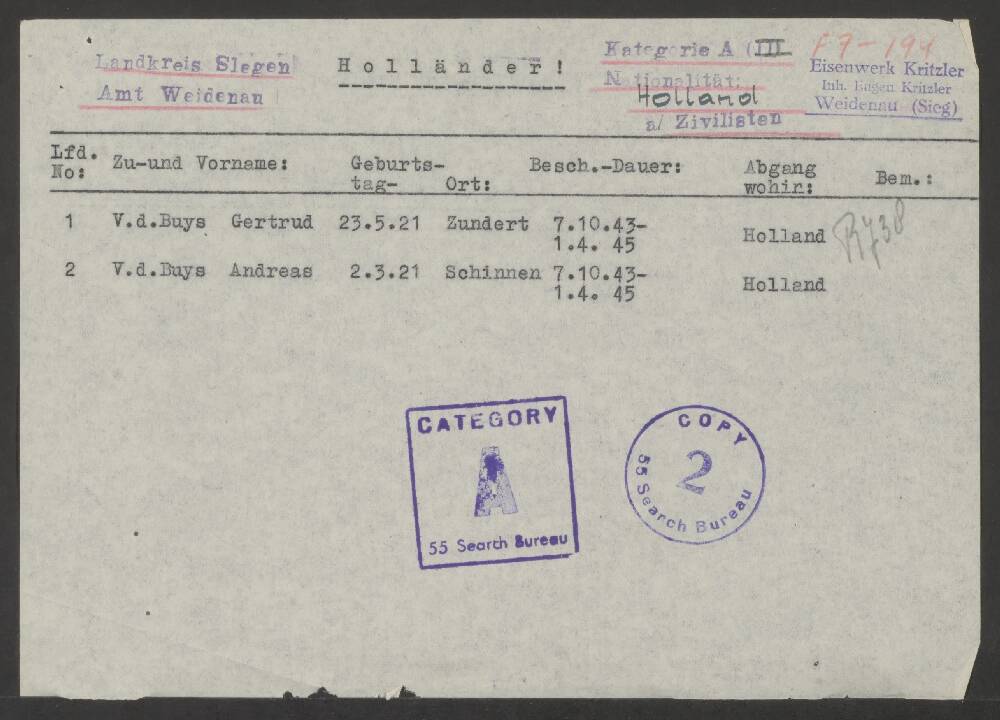 Landkreis Siegen
Amt Weidenau
Holländer!
Kategorie A (III
Nationalität:
Holland
a/ Zivilisten
F7-194
Eisenwerk Kritzler
Inh. Eugen Kritzler
Weidenau (Sieg)
Lfd. No: Zu-und Vorname: Geburts-tag- Ort: Besch.-Dauer: Abgang wohin: Bem.:
1 V.d.Buys Gertrud 23.5.21 Zundert 7.10.43- Holland
1.4. 45
2 V.d.Buys Andreas 2.3.21 Schinnen 7.10.43- Holland
1.4. 45
CATEGORY
A
55 Search Bureau
COPY
2
55 Search Bureau